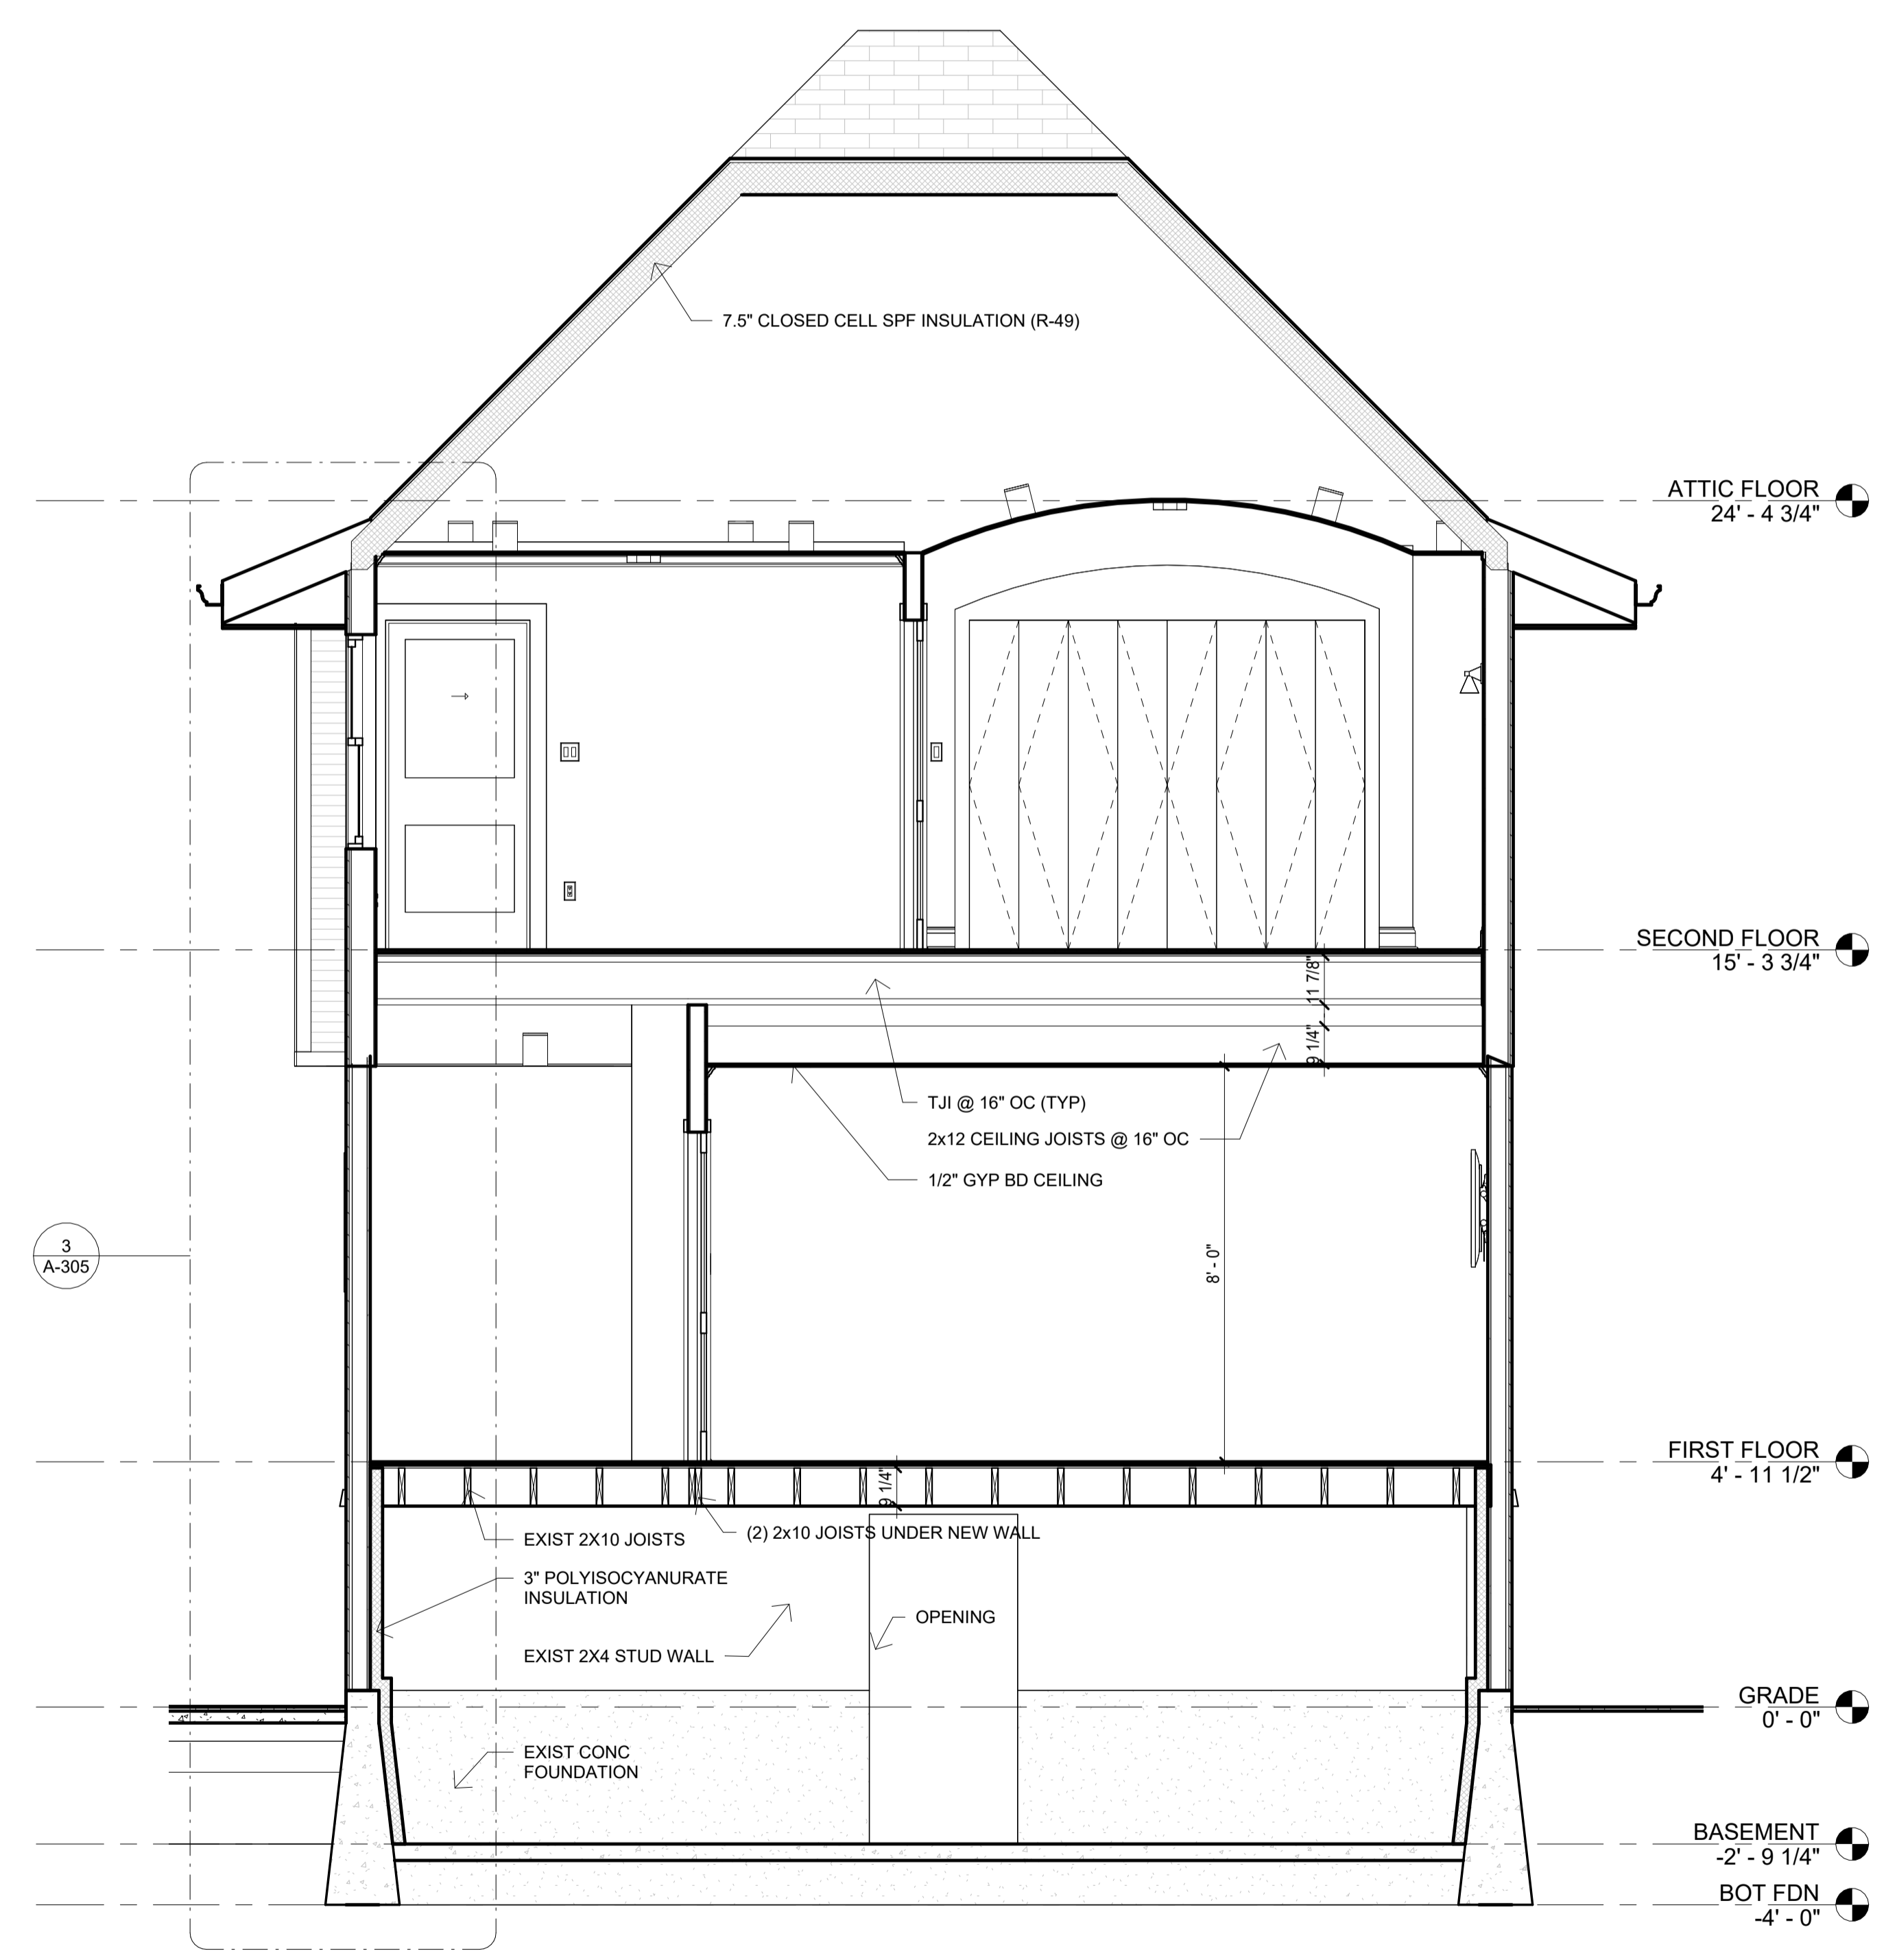 7.5" CLOSED CELL SPF INSULATION (R-49)
ATTIC FLOOR
24' - 4 3/4"
SECOND FLOOR
15' - 3 3/4"
11 7/8"
9 1/4"
TJI @ 16" OC (TYP)
2x12 CEILING JOISTS @ 16" OC
1/2" GYP BD CEILING
3
A-305
8' - 0"
FIRST FLOOR
4' - 11 1/2"
9 1/4"
(2) 2x10 JOISTS UNDER NEW WALL
EXIST 2X10 JOISTS
3" POLYISOCYANURATE
INSULATION
OPENING
EXIST 2X4 STUD WALL
GRADE
0' - 0"
EXIST CONC
FOUNDATION
BASEMENT
-2' - 9 1/4"
BOT FDN
-4' - 0"